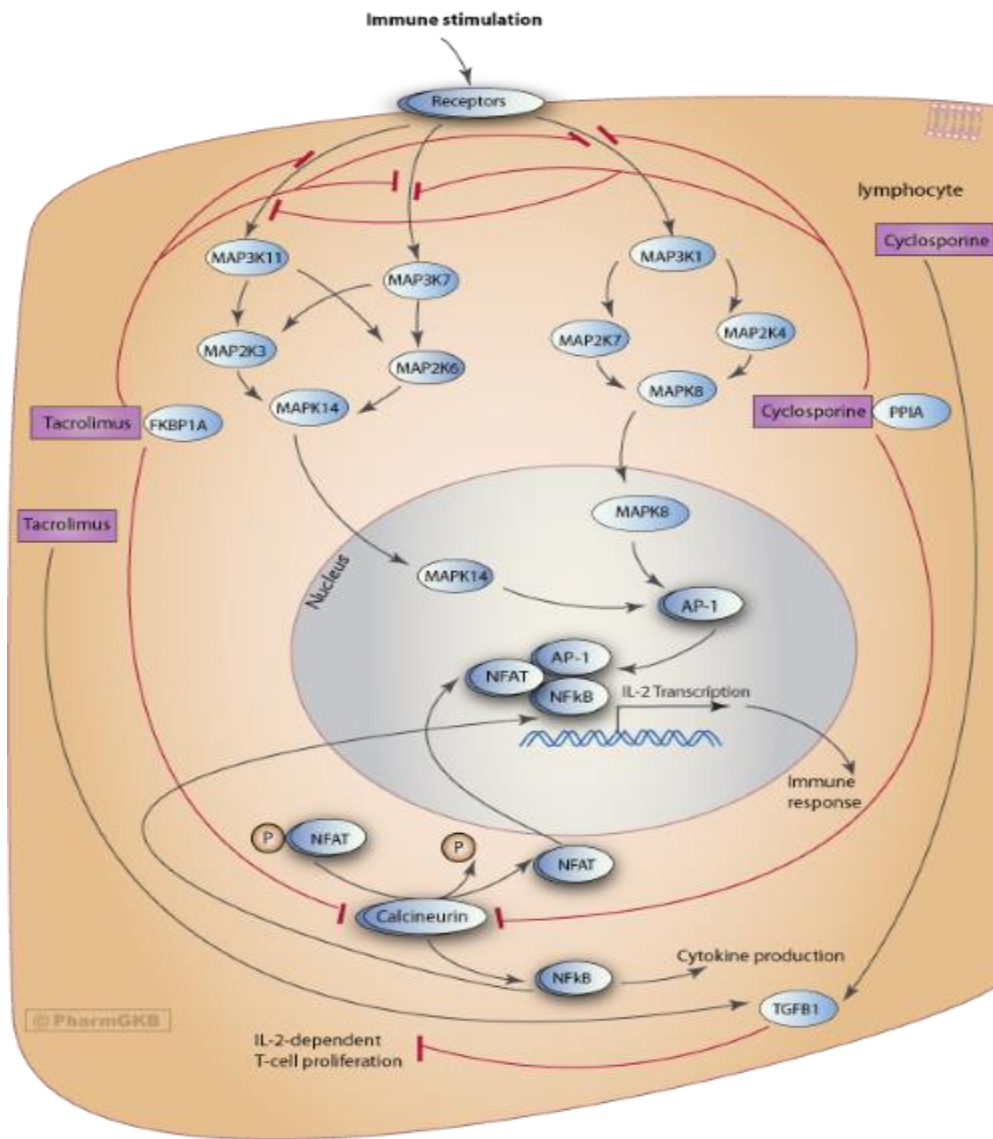 Immune stimulation
Receptors
lymphocyte
Cyclosporine
MAP3K11
MAP3K7
MAP3K1
MAP2K3
MAP2K6
MAP2K7
MAP2K4
MAPK14
MAPK8
Tacrolimus
FKBP1A
Cyclosporine
PPIA
Tacrolimus
MAPK8
Nucleus
MAPK14
AP-1
AP-1
NFAT
NFkB
IL-2 Transcription
Immune
response
P
NFAT
P
NFAT
Calcineurin
NFkB
Cytokine production
TGFB1
© PharmGKB
IL-2-dependent
T-cell proliferation